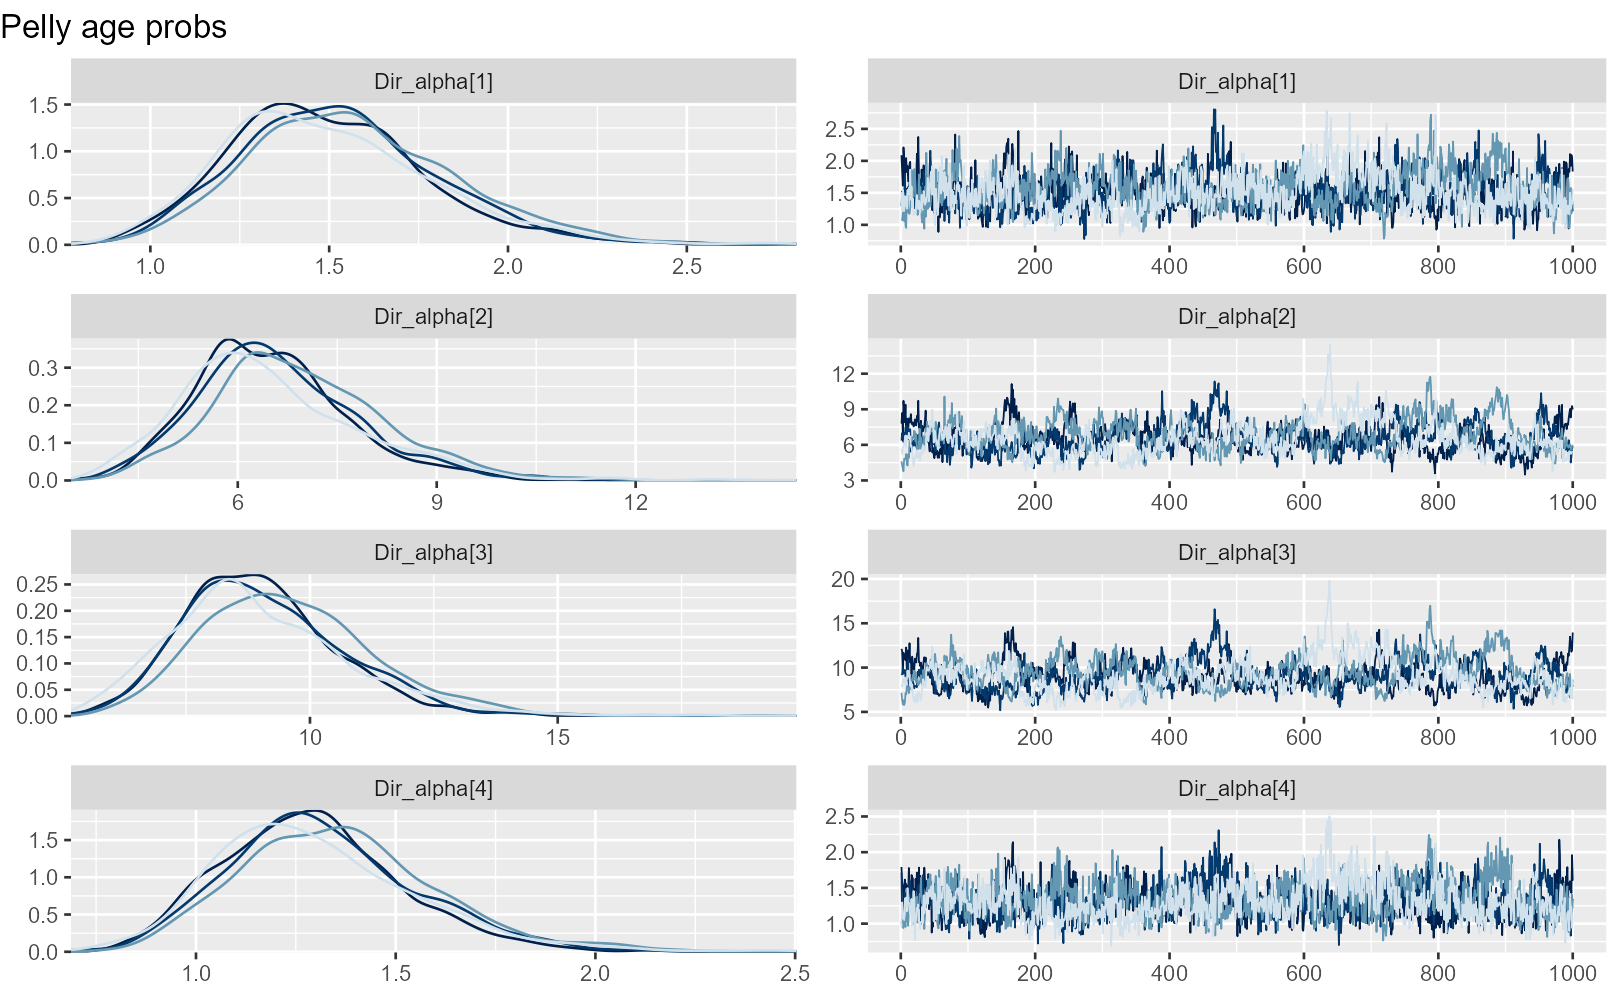 Pelly age probs
Dir_alpha[1] Dir_alpha[1]
1.5
1.0
0.5
0.0
1.0 1.5 2.0 2.5
2.5
2.0
1.5
1.0
0 200 400 600 800 1000
Dir_alpha[2] Dir_alpha[2]
0.3
0.2
0.1
0.0
6 9 12
12
9
6
3
0 200 400 600 800 1000
Dir_alpha[3] Dir_alpha[3]
0.25
0.20
0.15
0.10
0.05
0.00
10 15
20
15
10
5
0 200 400 600 800 1000
Dir_alpha[4] Dir_alpha[4]
1.5
1.0
0.5
0.0
1.0 1.5 2.0 2.5
2.5
2.0
1.5
1.0
0 200 400 600 800 1000